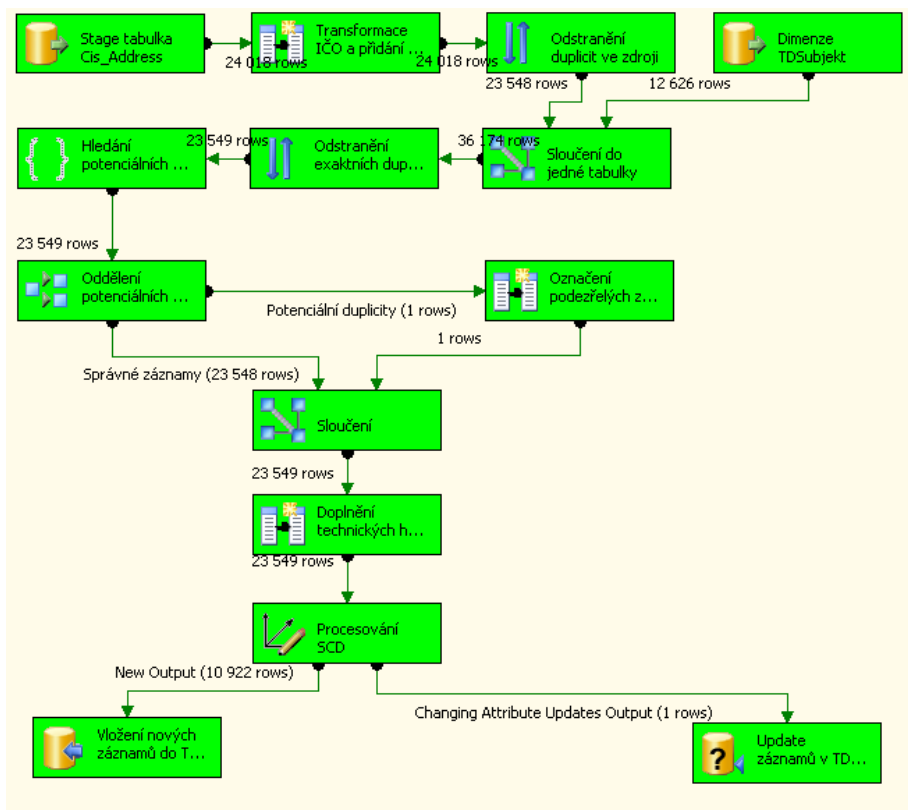 Stage tabulka
Cis_Address
24 018 rows
Transformace
IČO a přidání ...
24 018 rows
Odstranění
duplicit ve zdroji
Dimenze
TDSubjekt
23 548 rows
12 626 rows
Hledání
potenciálních ...
23 549 rows
Odstranění
exaktních dup...
36 174 rows
Sloučení do
jedné tabulky
23 549 rows
Oddělení
potenciálních ...
Potenciální duplicity (1 rows)
Označení
podezřelých z...
1 rows
Správné záznamy (23 548 rows)
Sloučení
23 549 rows
Doplnění
technických h...
23 549 rows
Procesování
SCD
New Output (10 922 rows)
Changing Attribute Updates Output (1 rows)
Vložení nových
záznamů do T...
Update
záznamů v TD...